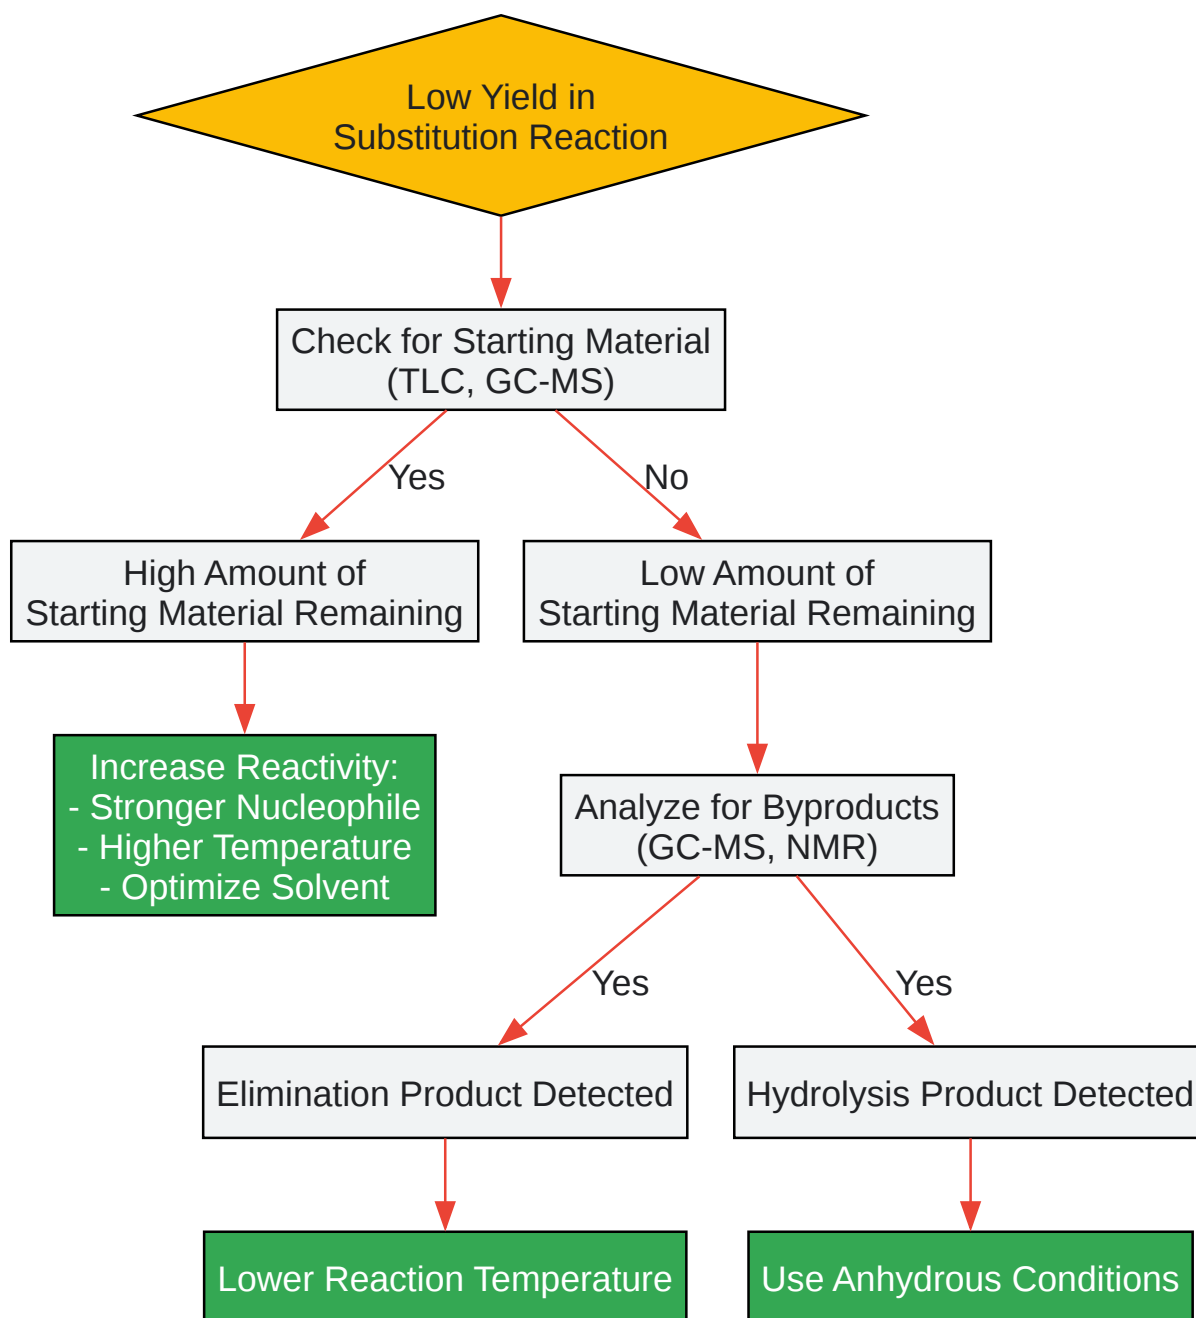 Low Yield in
Substitution Reaction
Check for Starting Material
(TLC, GC-MS)
Yes
No
High Amount of
Starting Material Remaining
Low Amount of
Starting Material Remaining
Increase Reactivity:
- Stronger Nucleophile
- Higher Temperature
- Optimize Solvent
Analyze for Byproducts
(GC-MS, NMR)
Yes
Yes
Elimination Product Detected
Hydrolysis Product Detected
Lower Reaction Temperature
Use Anhydrous Conditions